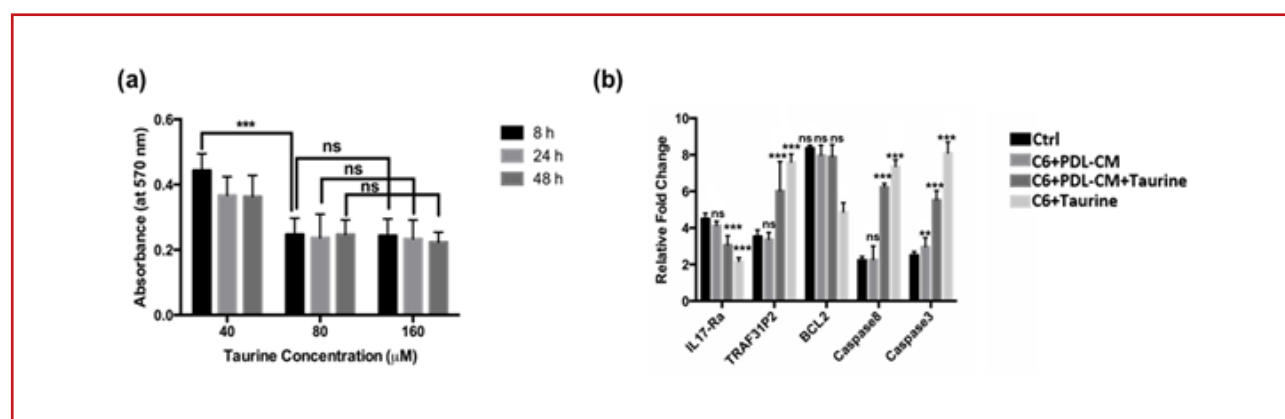 (a)
0.6
0.4
0.2
0.0
Absorbance (at 570 nm)
***
ns
ns
ns
40
80
160
Taurine Concentration (μM)
8 h
24 h
48 h
(b)
10
8
6
4
2
0
Relative Fold Change
ns
***
***
ns
***
***
ns ns ns
ns
***
***
**
***
***
IL17-Ra
TRAF31P2
BCL2
Caspase8
Caspase3
Ctrl
C6+PDL-CM
C6+PDL-CM+Taurine
C6+Taurine